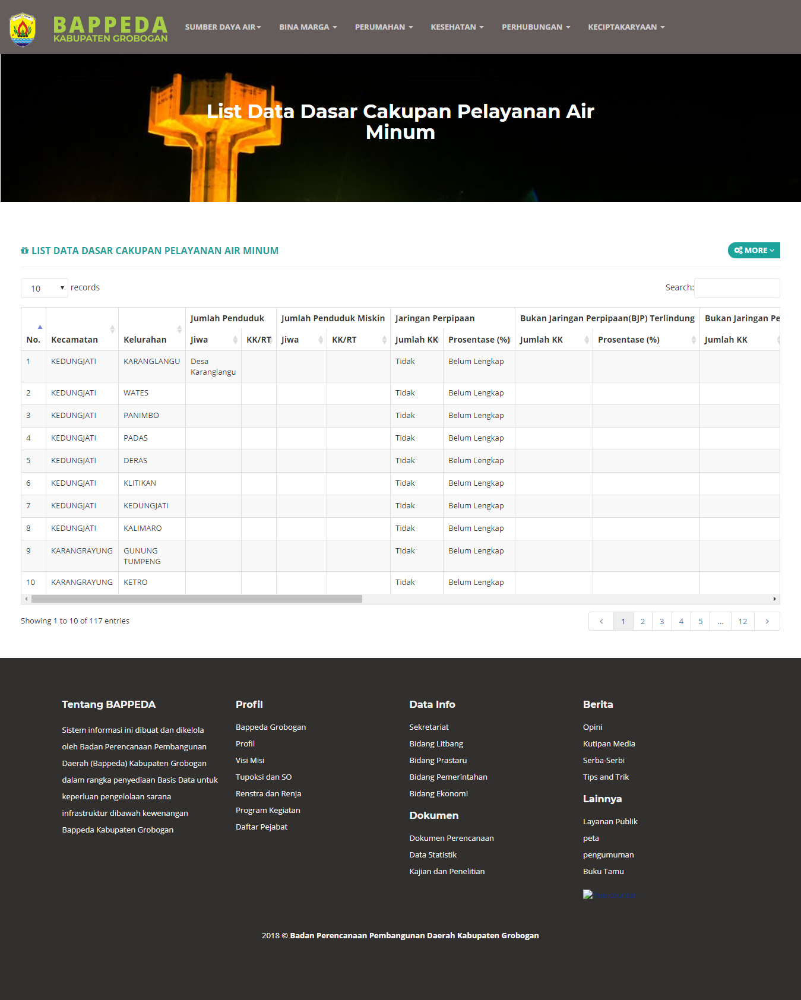 BAPPEDA
KABUPATEN GROBOGAN
SUMBER DAYA AIR BINA MARGA PERUMAHAN KESEHATAN PERHUBUNGAN KECIPTAKARYAAN
List Data Dasar Cakupan Pelayanan Air
Minum
LIST DATA DASAR CAKUPAN PELAYANAN AIR MINUM MORE
10 records Search:
Jumlah Penduduk Jumlah Penduduk Miskin Jaringan Perpipaan Bukan Jaringan Perpipaan(BJP) Terlindung Bukan Jaringan Pe
No. Kecamatan Kelurahan Jiwa KK/RT Jiwa KK/RT Jumlah KK Prosentase (%) Jumlah KK Prosentase (%) Jumlah KK
1 KEDUNGJATI KARANGLANGU Desa Tidak Belum Lengkap
Karanglangu
2 KEDUNGJATI WATES Tidak Belum Lengkap
3 KEDUNGJATI PANIMBO Tidak Belum Lengkap
4 KEDUNGJATI PADAS Tidak Belum Lengkap
5 KEDUNGJATI DERAS Tidak Belum Lengkap
6 KEDUNGJATI KLITIKAN Tidak Belum Lengkap
7 KEDUNGJATI KEDUNGJATI Tidak Belum Lengkap
8 KEDUNGJATI KALIMARO Tidak Belum Lengkap
9 KARANGRAYUNG GUNUNG Tidak Belum Lengkap
TUMPENG
10 KARANGRAYUNG KETRO Tidak Belum Lengkap
Showing 1 to 10 of 117 entries < 1 2 3 4 5 ... 12 >
Tentang BAPPEDA
Sistem informasi ini dibuat dan dikelola
oleh Badan Perencanaan Pembangunan
Daerah (Bappeda) Kabupaten Grobogan
dalam rangka penyediaan Basis Data untuk
keperluan pengelolaan sarana
infrastruktur dibawah kewenangan
Bappeda Kabupaten Grobogan
Profil
Bappeda Grobogan
Profil
Visi Misi
Tupoksi dan SO
Renstra dan Renja
Program Kegiatan
Daftar Pejabat
Data Info
Sekretariat
Bidang Litbang
Bidang Prastaru
Bidang Pemerintahan
Bidang Ekonomi
Dokumen
Dokumen Perencanaan
Data Statistik
Kajian dan Penelitian
Berita
Opini
Kutipan Media
Serba-Serbi
Tips and Trik
Lainnya
Layanan Publik
peta
pengumuman
Buku Tamu
2018 © Badan Perencanaan Pembangunan Daerah Kabupaten Grobogan